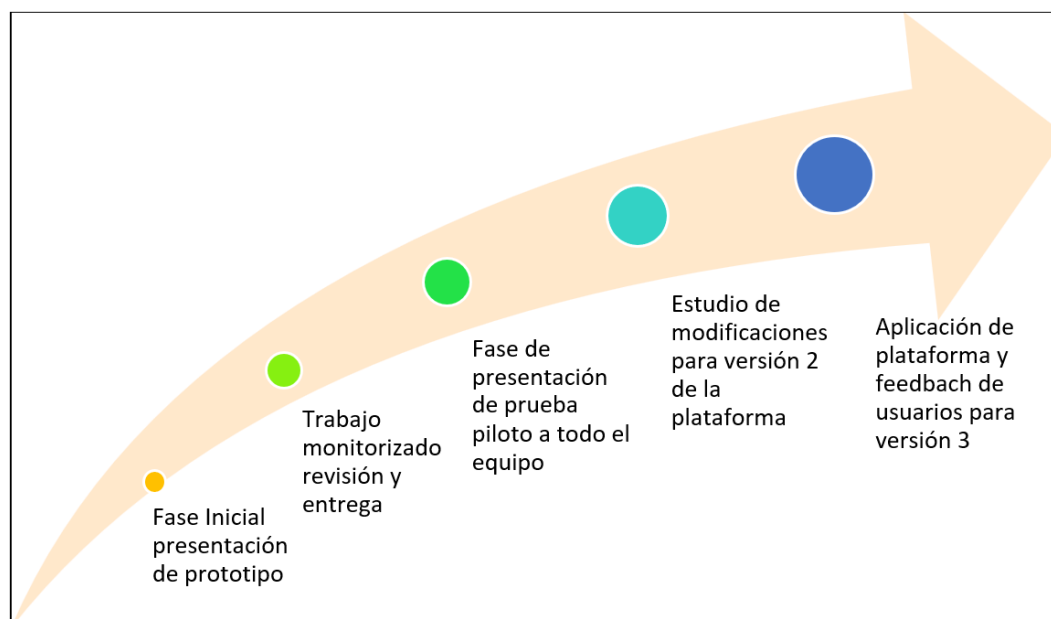 Fase Inicial
presentación
de prototipo
Trabajo
monitorizado
revisión y
entrega
Fase de
presentación
de prueba
piloto a todo el
equipo
Estudio de
modificaciones
para versión 2
de la
plataforma
Aplicación de
plataforma y
feedbach de
usuarios para
versión 3